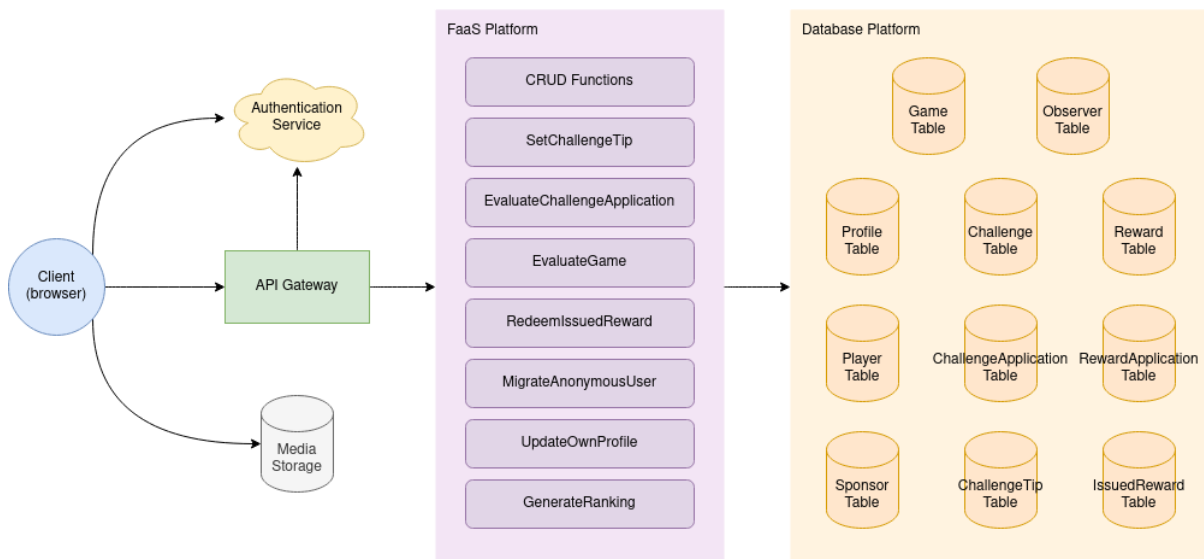 FaaS Platform
Database Platform
CRUD Functions
Game
Table
Observer
Table
Authentication
Service
SetChallengeTip
EvaluateChallengeApplication
Profile
Table
Challenge
Table
Reward
Table
Client
(browser)
API Gateway
EvaluateGame
RedeemIssuedReward
Player
Table
ChallengeApplication
Table
RewardApplication
Table
MigrateAnonymousUser
Media
Storage
UpdateOwnProfile
Sponsor
Table
ChallengeTip
Table
IssuedReward
Table
GenerateRanking